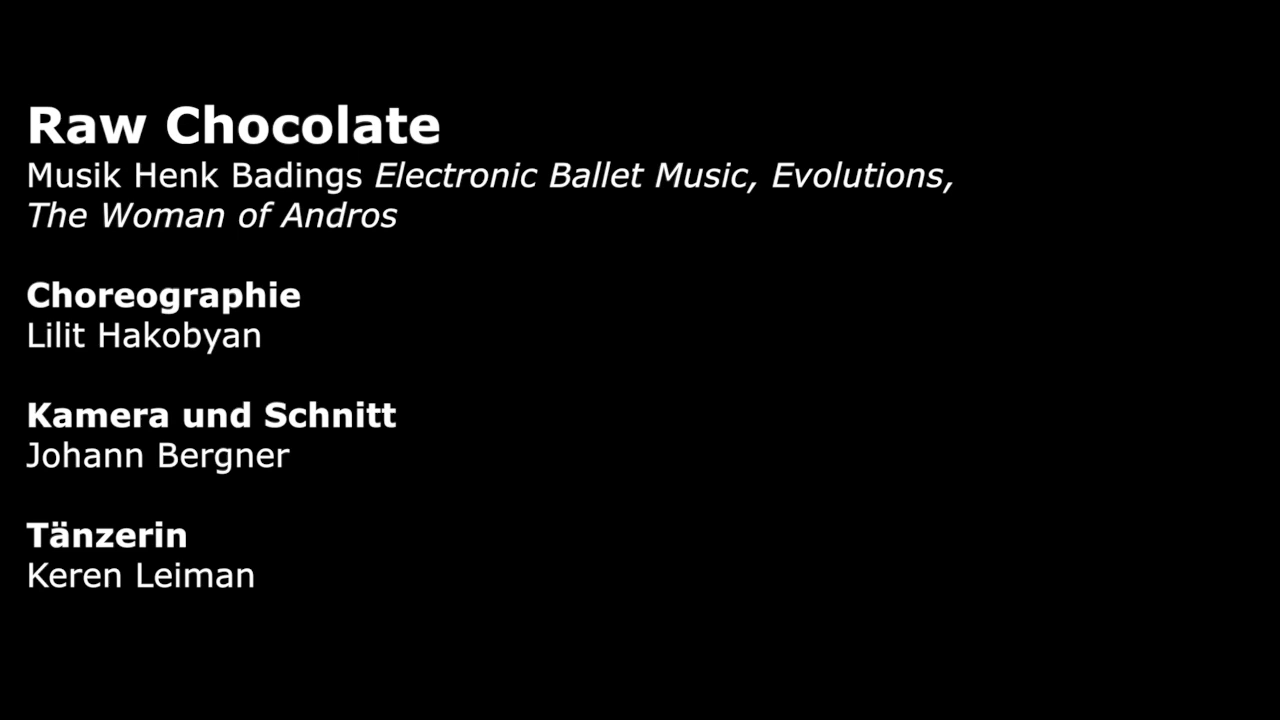 Raw Chocolate
Musik Henk Badings Electronic Ballet Music, Evolutions,
The Woman of Andros
Choreographie
Lilit Hakobyan
Kamera und Schnitt
Johann Bergner
Tänzerin
Keren Leiman